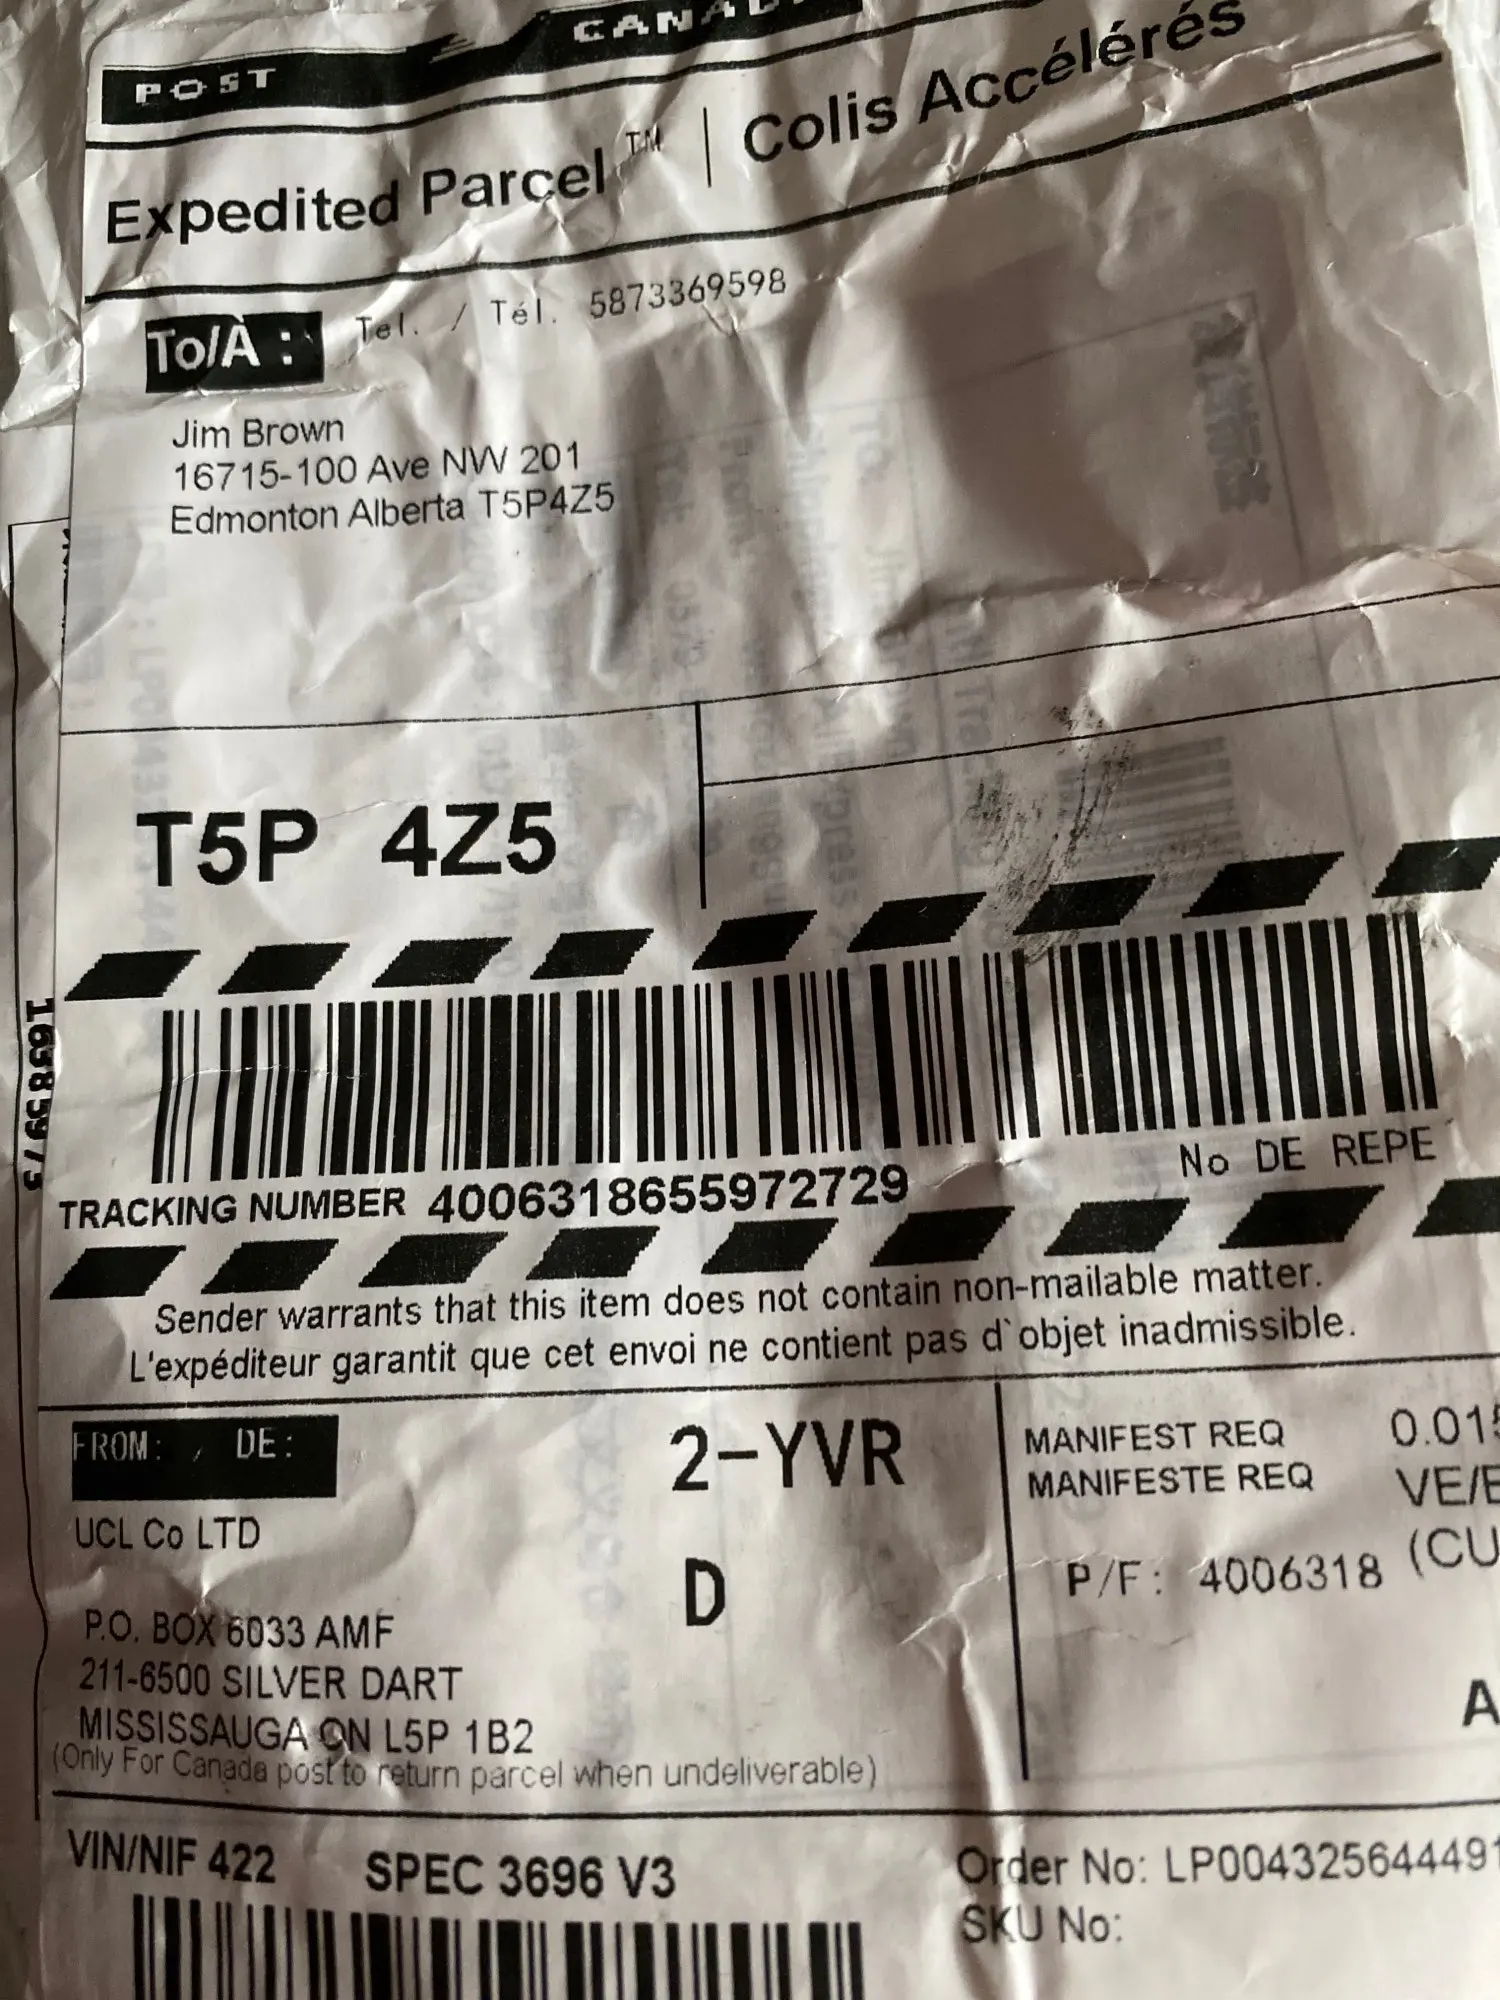 POST CANADA
Expedited Parcel™ | Colis Accélérés
To/À : Tel. / Tél. 5873369598
Jim Brown
16715-100 Ave NW 201
Edmonton Alberta T5P4Z5
T5P 4Z5
No DE REPE
TRACKING NUMBER 4006318655972729
Sender warrants that this item does not contain non-mailable matter.
L'expéditeur garantit que cet envoi ne contient pas d`objet inadmissible.
FROM: / DE:
2-YVR
D
MANIFEST REQ
MANIFESTE REQ
P/F: 4006318
UCL Co LTD
P.O. BOX 6033 AMF
211-6500 SILVER DART
MISSISSAUGA ON L5P 1B2
(Only For Canada post to return parcel when undeliverable)
VIN/NIF 422
SPEC 3696 V3
Order No: LP004325644491
SKU No: